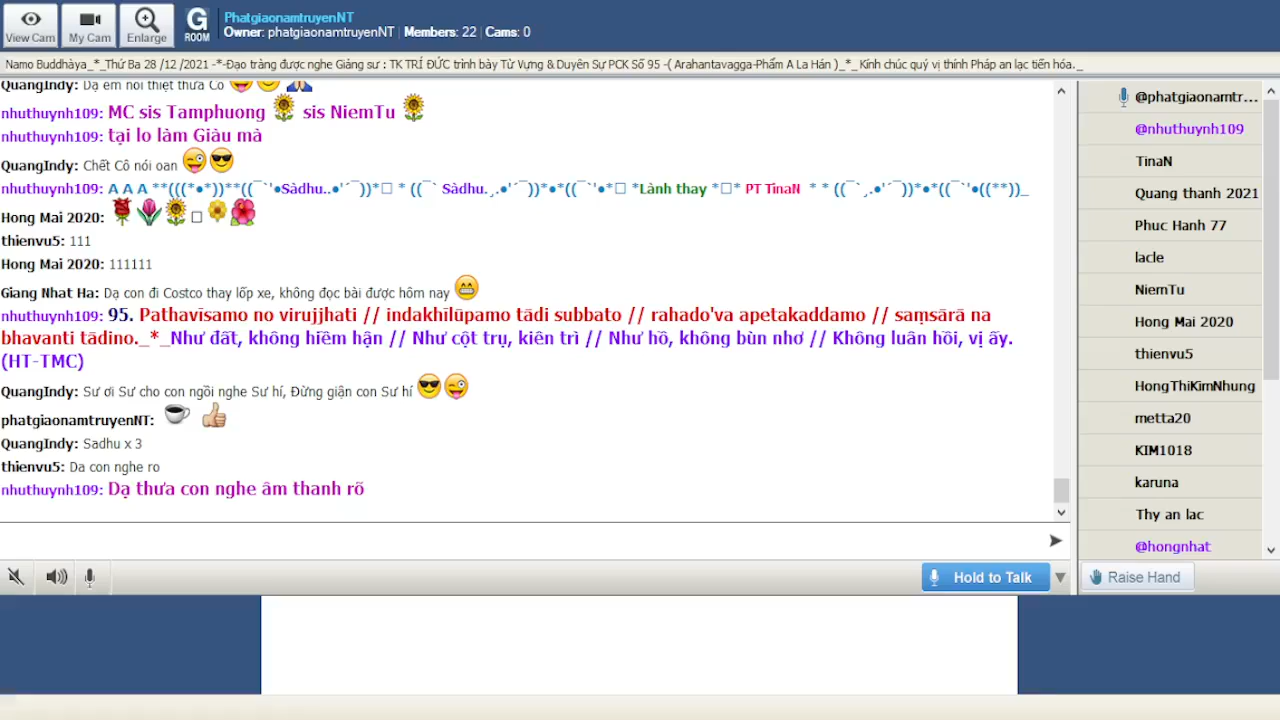 View Cam
My Cam
Enlarge
G
ROOM
PhatgiaonamtruyenNT
Owner: phatgiaonamtruyenNT | Members: 22 | Cams: 0
Namo Buddhàya_*_Thứ Ba 28 /12 /2021 -*-Đạo tràng được nghe Giảng sư : TK TRÍ ĐỨC trình bày Từ Vựng & Duyên Sự PCK Số 95 -( Arahantavagga-Phẩm A La Hán )_*_ Kính chúc quý vị thính Pháp an lạc tiến hóa._
QuangIndy: Dạ em nói thiệt thưa Cô
nhuthuynh109: MC sis Tamphuong sis NiemTu
nhuthuynh109: tại lo làm Giàu mà
QuangIndy: Chết Cô nói oan
nhuthuynh109: A A A **(((*●*))**((¯`'●Sàdhu..●'´¯))*□ * ((¯` Sàdhu.¸.●'´¯))*●*((¯`'●*□ *Lành thay *□* PT TinaN * * ((¯`¸.●'´¯))*●*((¯`'●((**))_
Hong Mai 2020: □
thienvu5: 111
Hong Mai 2020: 111111
Giang Nhat Ha: Dạ con đi Costco thay lốp xe, không đọc bài được hôm nay
nhuthuynh109: 95. Pathavīsamo no virujjhati // indakhīlūpamo tādi subbato // rahado'va apetakaddamo // saṃsārā na
bhavanti tādino._*_Như đất, không hiềm hận // Như cột trụ, kiên trì // Như hồ, không bùn nhơ // Không luân hồi, vị ấy.
(HT-TMC)
QuangIndy: Sư ơi Sư cho con ngồi nghe Sư hí, Đừng giận con Sư hí
phatgiaonamtruyenNT:
QuangIndy: Sadhu x 3
thienvu5: Da con nghe ro
nhuthuynh109: Dạ thưa con nghe âm thanh rõ
@phatgiaonamtr...
@nhuthuynh109
TinaN
Quang thanh 2021
Phuc Hanh 77
lacle
NiemTu
Hong Mai 2020
thienvu5
HongThiKimNhung
metta20
KIM1018
karuna
Thy an lac
@hongnhat
Hold to Talk
Raise Hand